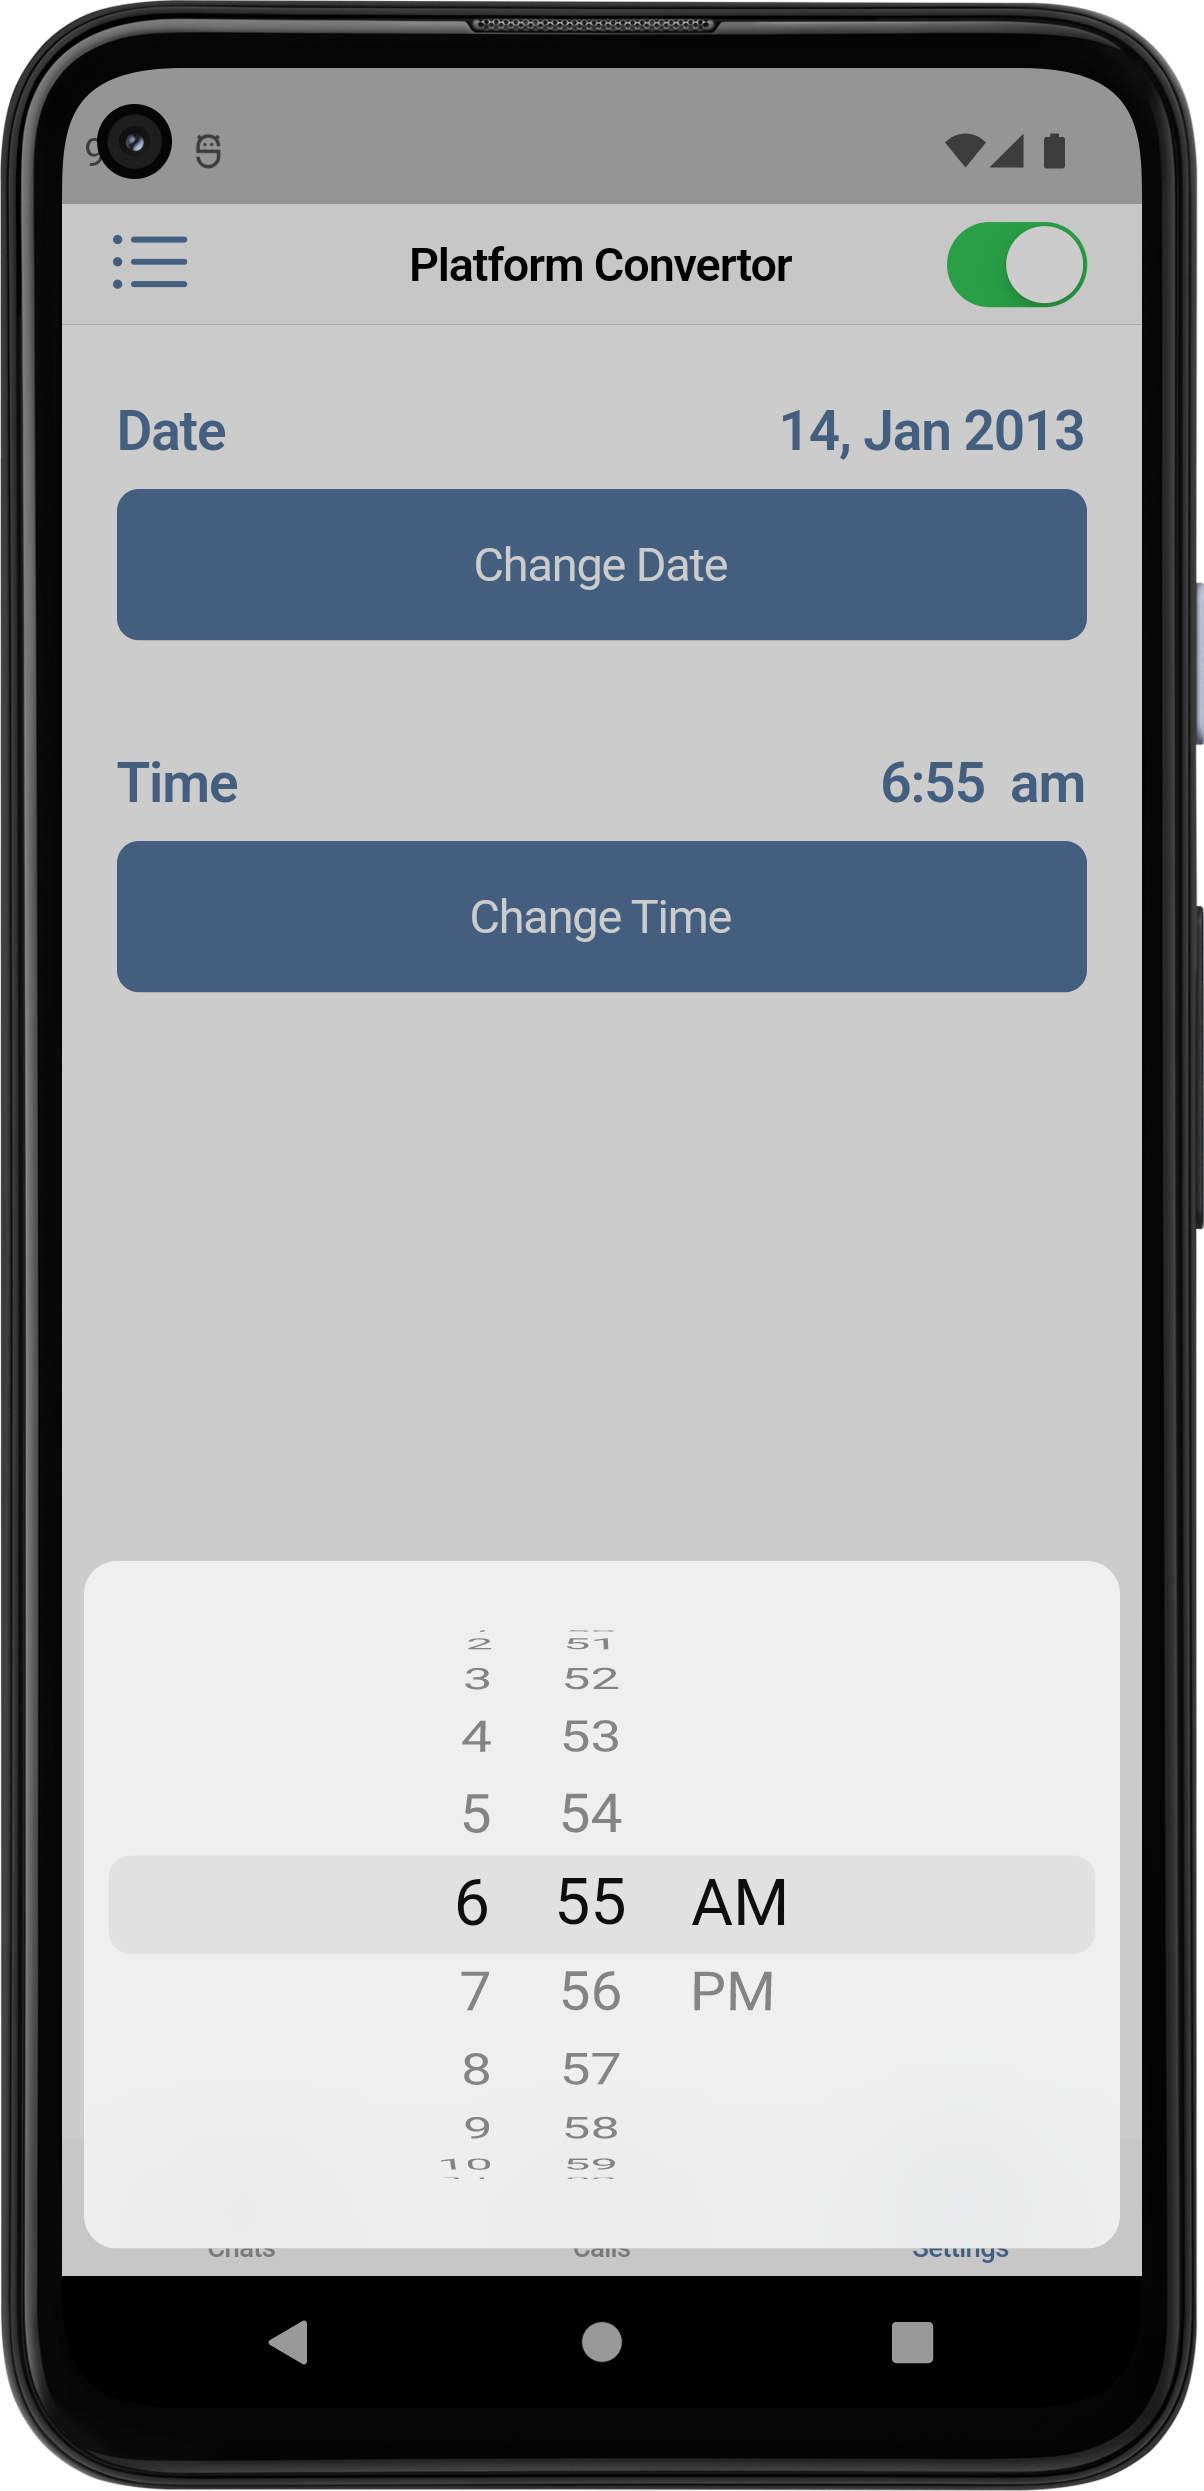 9
Platform Convertor
Date 14, Jan 2013
Change Date
Time 6:55 am
Change Time
2 51
3 52
4 53
5 54
6 55 AM
7 56 PM
8 57
9 58
10 59
Chats Calls Settings